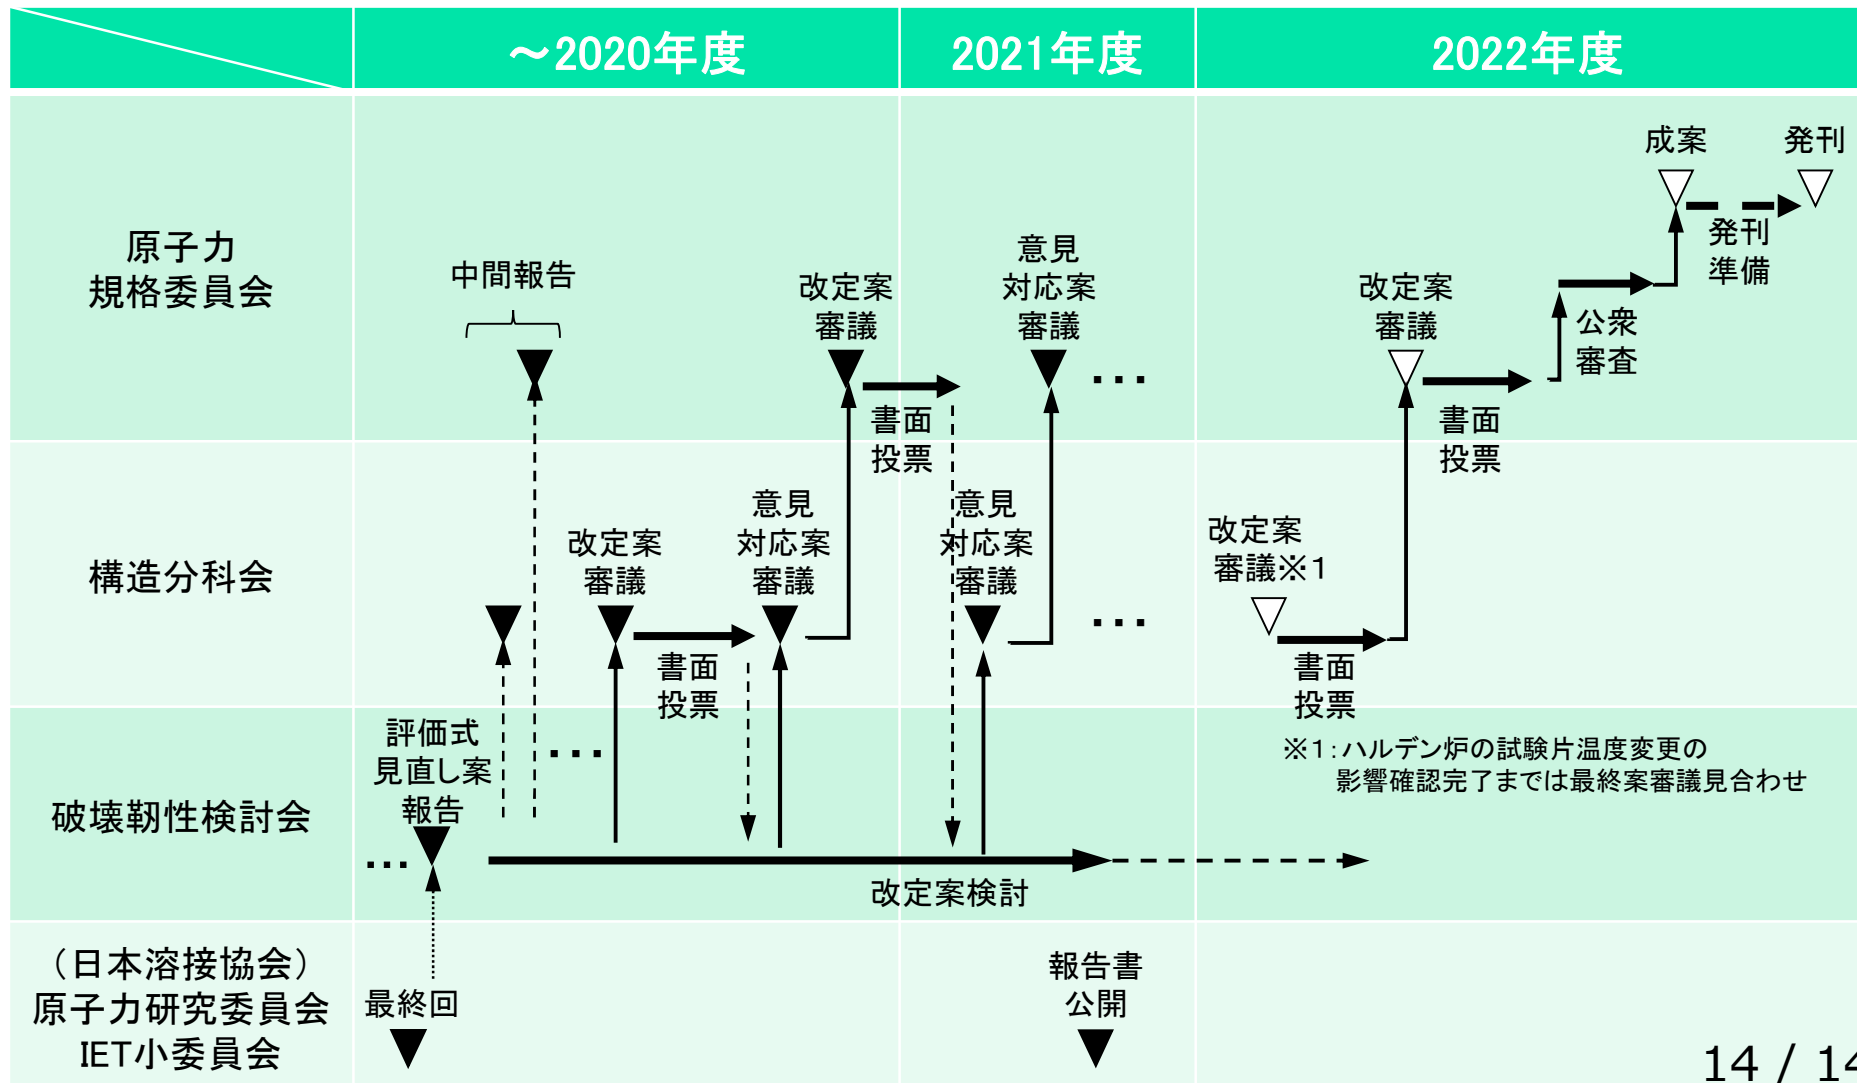 ～2020年度
2021年度
2022年度
原子力
規格委員会
中間報告
改定案
審議
書面
投票
意見
対応案
審議
…
改定案
審議
書面
投票
公衆
審査
成案
発刊
準備
発刊
構造分科会
改定案
審議
書面
投票
意見
対応案
審議
意見
対応案
審議
…
改定案
審議※1
書面
投票
破壊靭性検討会
…
評価式
見直し案
報告
…
改定案検討
※1：ハルデン炉の試験片温度変更の
影響確認完了までは最終案審議見合わせ
（日本溶接協会）
原子力研究委員会
IET小委員会
最終回
報告書
公開
14 / 14